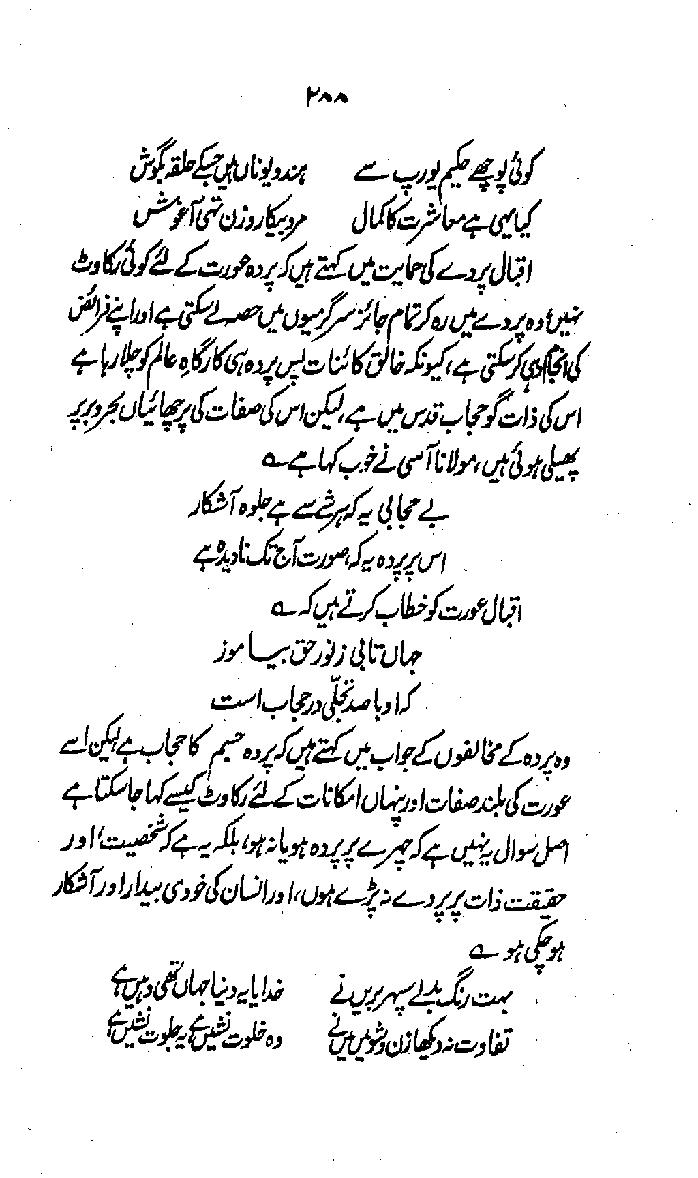 ۲۸۸
کوئی پوچھے حکیم یورپ سے ہند و یوناں ہیں جسکے حلقہ بگوش
کیا یہی ہے معاشرت کا کمال مرد بیکار و زن تہی آغوش
اقبال پردے کی حمایت میں کہتے ہیں کہ پردہ عورت کے لئے کوئی رکاوٹ
نہیں، وہ پردے میں رہ کر تمام جائز سرگرمیوں میں حصہ لے سکتی ہے اور اپنے فرائض
کی انجام دہی کر سکتی ہے، کیونکہ خالق کائنات پس پردہ ہی کارگاہِ عالم کو چلا رہا ہے
اس کی ذات گو حجاب قدس میں ہے، لیکن اس کی صفات کی پرچھائیاں بحر و بر پر
پھیلی ہوئی ہیں، مولانا آسی نے خوب کہا ہے ؎
بے حجابی یہ کہ ہر شے سے ہے جلوہ آشکار
اس پر پردہ یہ کہ صورت آج تک نادیدہ ہے
اقبال عورت کو خطاب کرتے ہیں کہ ؎
جہاں تابی ز نور حق بیاموز
کہ او با صد تجلّی در حجاب است
وہ پردہ کے مخالفوں کے جواب میں کہتے ہیں کہ پردہ جسیم کا حجاب ہے لیکن اسے
عورت کی بلند صفات اور پنہاں امکانات کے لئے رکاوٹ کیسے کہا جا سکتا ہے
اصل سوال یہ نہیں ہے کہ چہرے پر پردہ ہو یا نہ ہو، بلکہ یہ ہے کہ شخصیت، اور
حقیقت ذات پر پردے نہ پڑے ہوں، اور انسان کی خودی بیدار اور آشکار
ہو چکی ہو ؎
بہت رنگ بدلے سپہر بریں نے خدایا یہ دنیا جہاں تھی وہیں ہے
تفاوت نہ دیکھا زن و شو میں میں نے وہ خلوت نشیں ہے یہ جلوت نشیں ہے